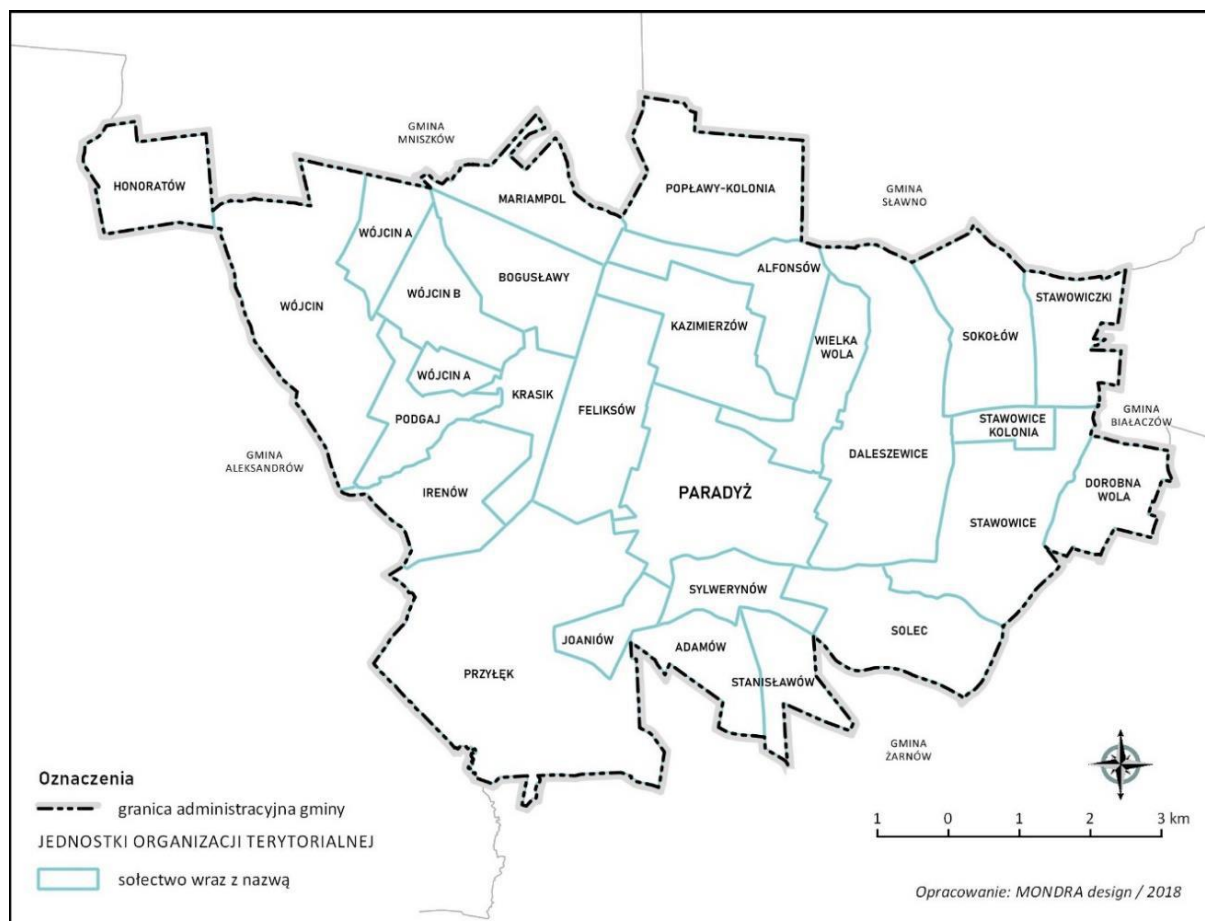 GMINA
MNISZKÓW
HONORATÓW
MARIAMPOL
POPŁAWY-KOLONIA
GMINA
SŁAWNO
WÓJCIN A
ALFONSÓW
BOGUSŁAWY
STAWOWICZKI
WÓJCIN
WÓJCIN B
KAZIMIERZÓW
WIELKA
WOLA
SOKOŁÓW
WÓJCIN A
KRASIK
FELIKSÓW
PODGAJ
STAWOWICE
KOLONIA
GMINA
BIAŁACZÓW
GMINA
ALEKSANDRÓW
DALESZEWICE
IRENÓW
PARADYŻ
DOROBNA
WOLA
STAWOWICE
SYLWERYNÓW
JOANIÓW
ADAMÓW
SOLEC
PRZYŁĘK
STANISŁAWÓW
GMINA
ŻARNÓW
Oznaczenia
granica administracyjna gminy
JEDNOSTKI ORGANIZACJI TERYTORIALNEJ
sołectwo wraz z nazwą
1 0 1 2 3 km
Opracowanie: MONDRA design / 2018